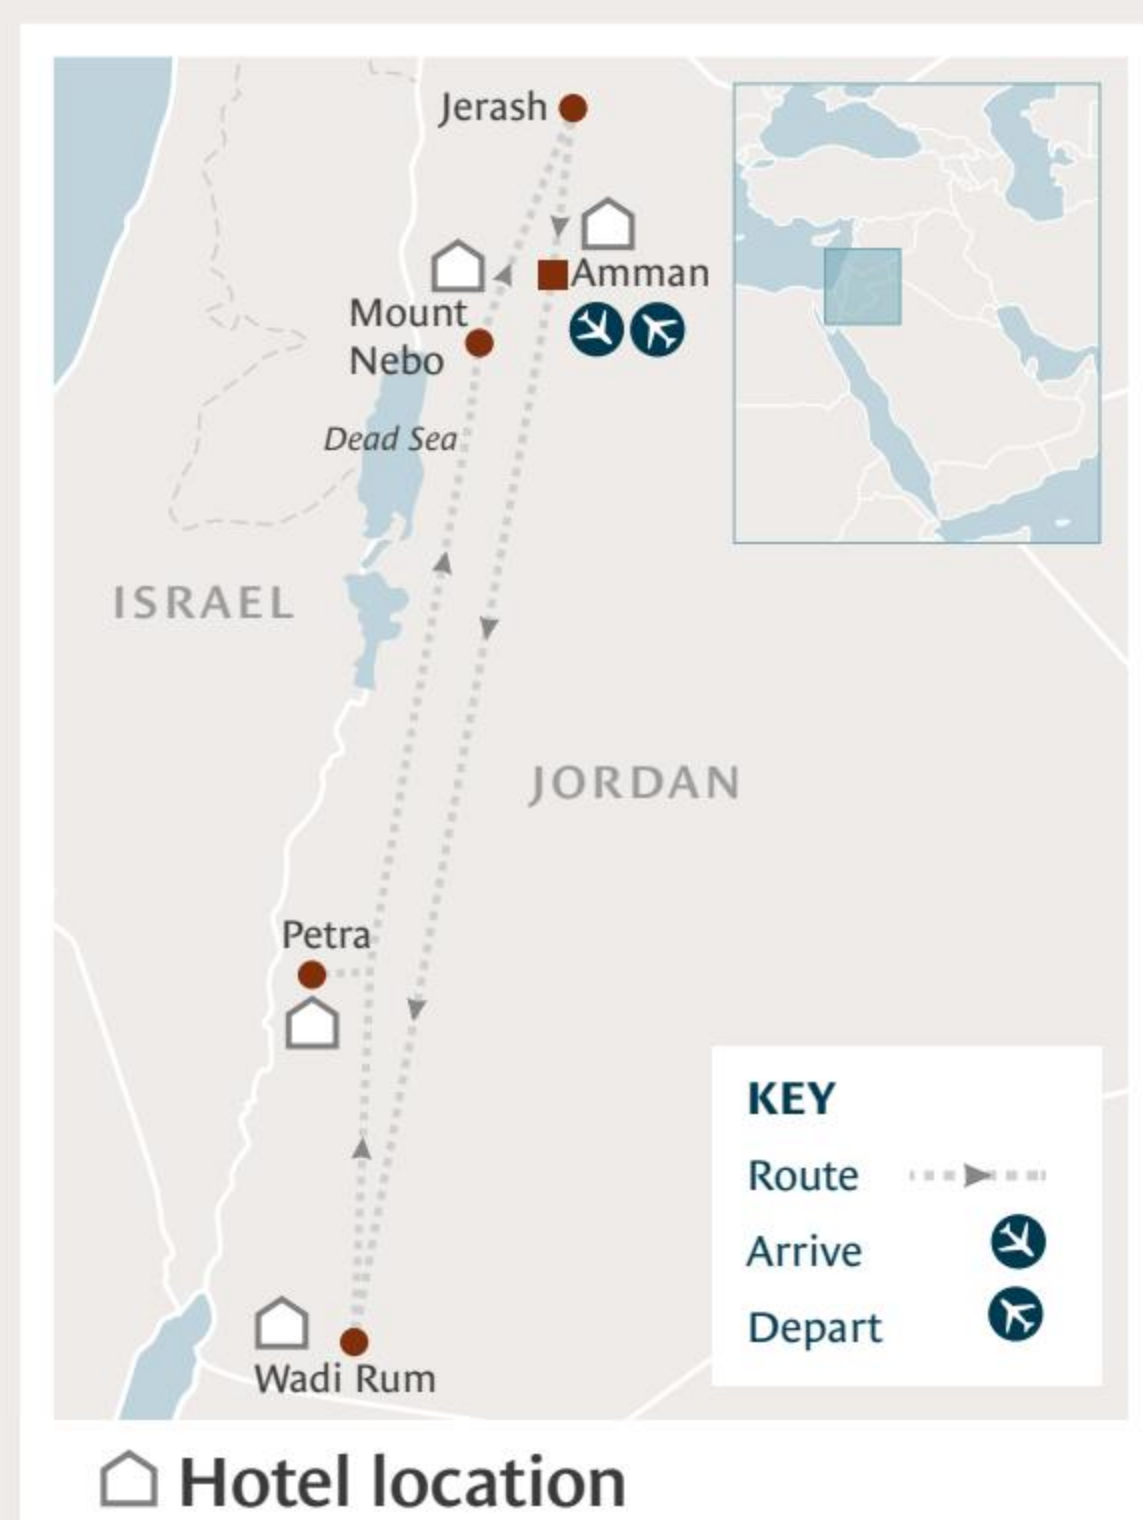 Jerash
Amman
Mount
Nebo
Dead Sea
ISRAEL
JORDAN
Petra
Wadi Rum
KEY
Route
Arrive
Depart
Hotel location